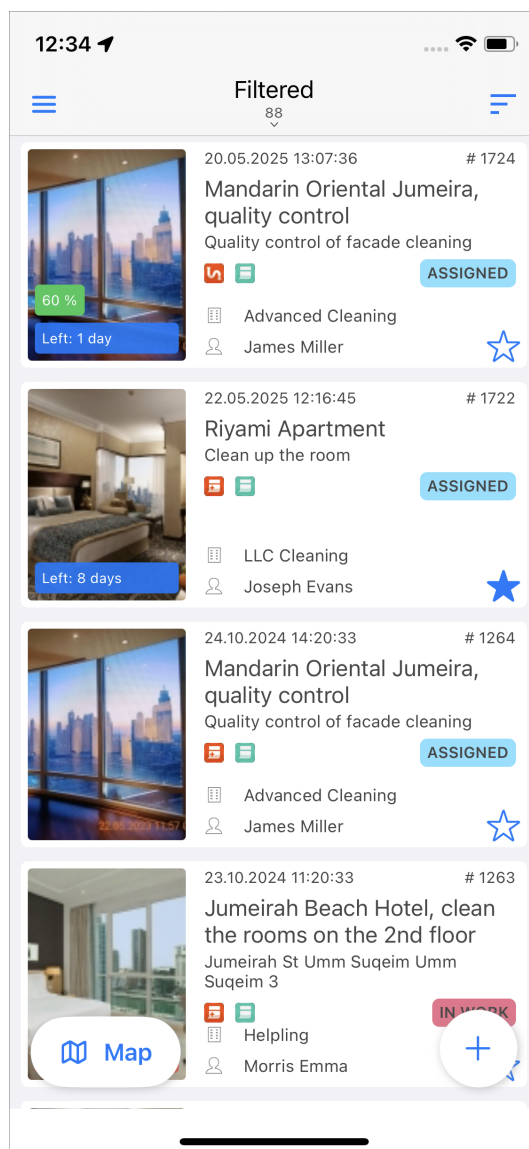 12:34
Filtered
88
20.05.2025 13:07:36 # 1724
Mandarin Oriental Jumeira,
quality control
Quality control of facade cleaning
60 %
ASSIGNED
Left: 1 day
Advanced Cleaning
James Miller
22.05.2025 12:16:45 # 1722
Riyami Apartment
Clean up the room
ASSIGNED
Left: 8 days
LLC Cleaning
Joseph Evans
24.10.2024 14:20:33 # 1264
Mandarin Oriental Jumeira,
quality control
Quality control of facade cleaning
ASSIGNED
Advanced Cleaning
22.05.2023 11:57
James Miller
23.10.2024 11:20:33 # 1263
Jumeirah Beach Hotel, clean
the rooms on the 2nd floor
Jumeirah St Umm Suqeim Umm
Suqeim 3
IN WORK
Helpling
Map
Morris Emma